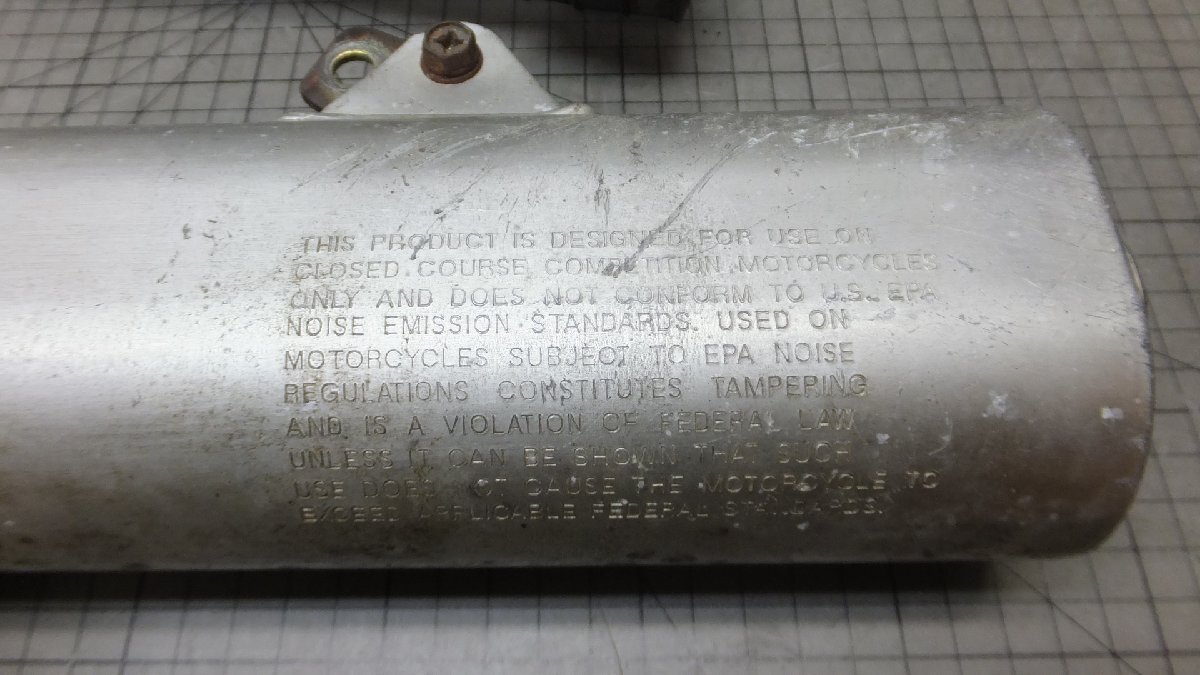 THIS PRODUCT IS DESIGNED FOR USE ON
CLOSED COURSE COMPETITION MOTORCYCLES
ONLY AND DOES NOT CONFORM TO U.S. EPA
NOISE EMISSION STANDARDS. USED ON
MOTORCYCLES SUBJECT TO EPA NOISE
REGULATIONS CONSTITUTES TAMPERING
AND IS A VIOLATION OF FEDERAL LAW
UNLESS IT CAN BE SHOWN THAT SUCH
USE DOES NOT CAUSE THE MOTORCYCLE TO
EXCEED APPLICABLE FEDERAL STANDARDS.